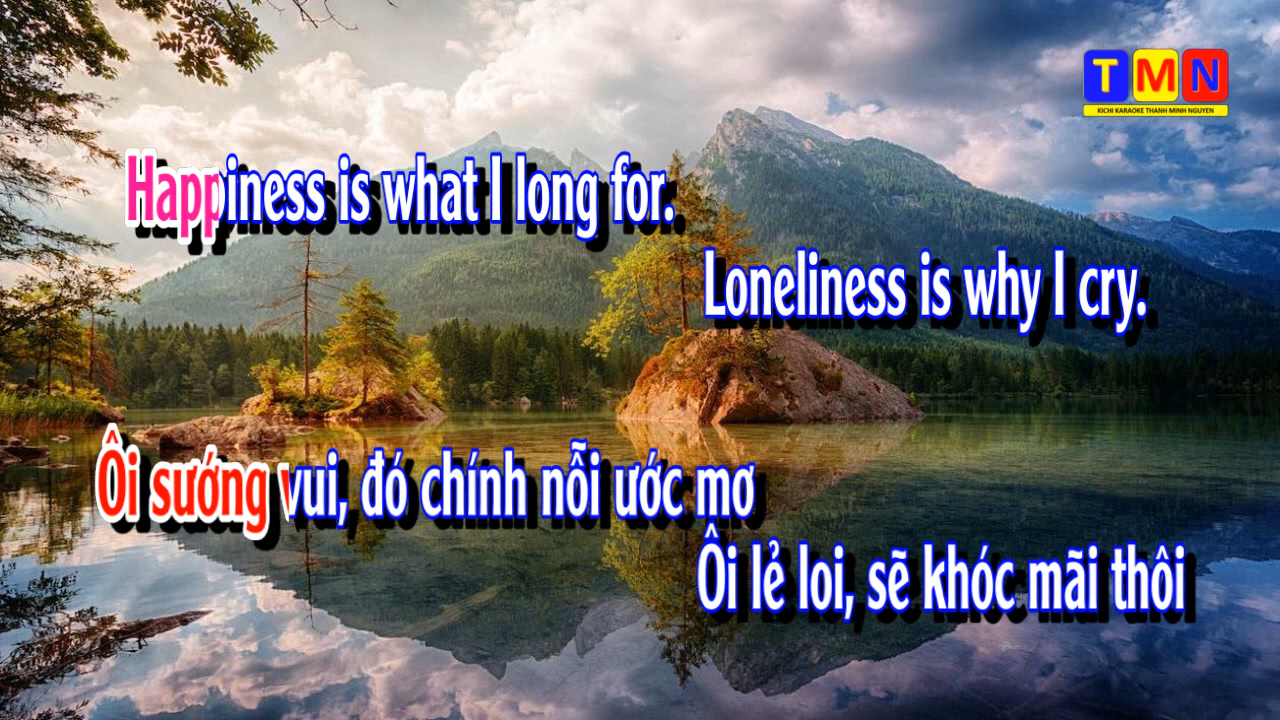 TMN
KICHI KARAOKE THANH MINH NGUYEN
Happiness is what I long for.
Loneliness is why I cry.
Ôi sướng vui, đó chính nỗi ước mơ
Ôi lẻ loi, sẽ khóc mãi thôi